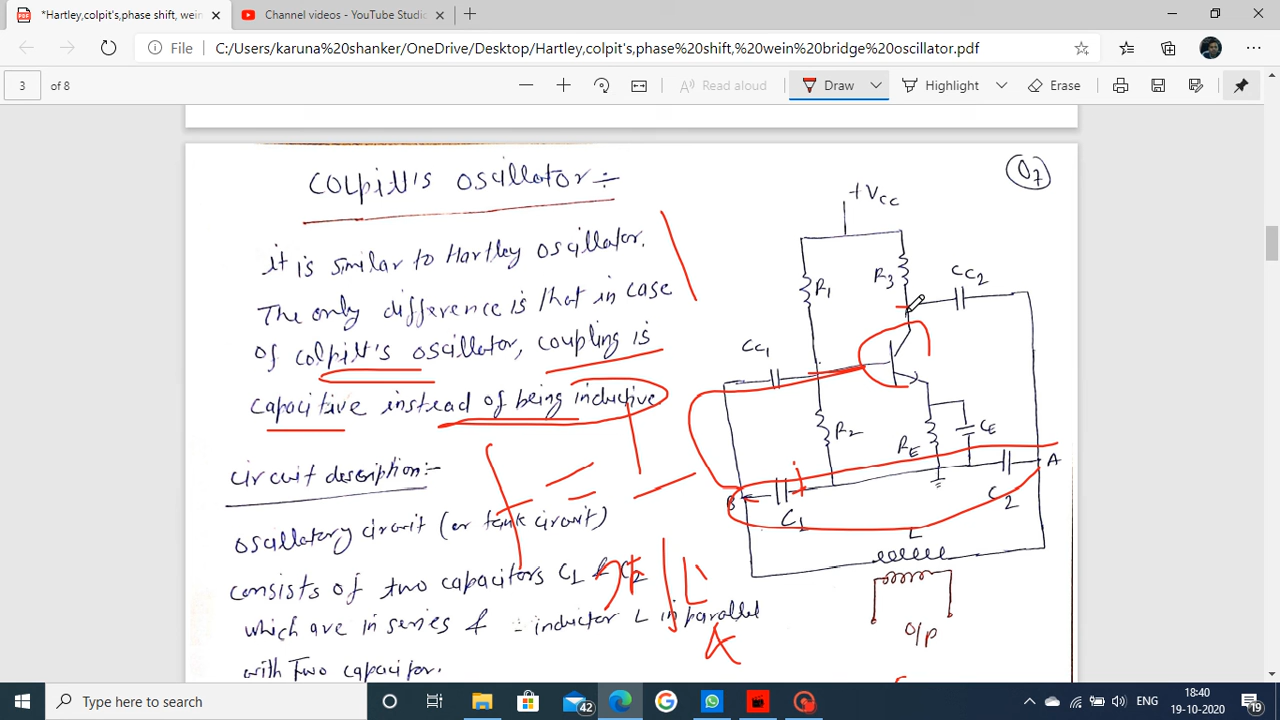 *Hartley,colpit's,phase shift, wein
Channel videos - YouTube Studio
File
C:/Users/karuna%20shanker/OneDrive/Desktop/Hartley,colpit's,phase%20shift,%20wein%20bridge%20oscillator.pdf
3 of 8
Read aloud
Draw
Highlight
Erase
07
COLpitt's oscillator÷
it is similar to Hartley oscillator.
The only difference is that in case
of colpitt's oscillator, coupling is
capacitive instead of being inductive
circuit description:-
oscillatory circuit (or tank circuit)
consists of two capacitors C1 & C2
which are in series & inductor L in parallel
with Two capacitor.
+VCC
R1
R3
CC2
CC1
R2
RE
CE
A
B
C1
C2
L
O/P
f =
Type here to search
42
ENG
18:40
19-10-2020
19